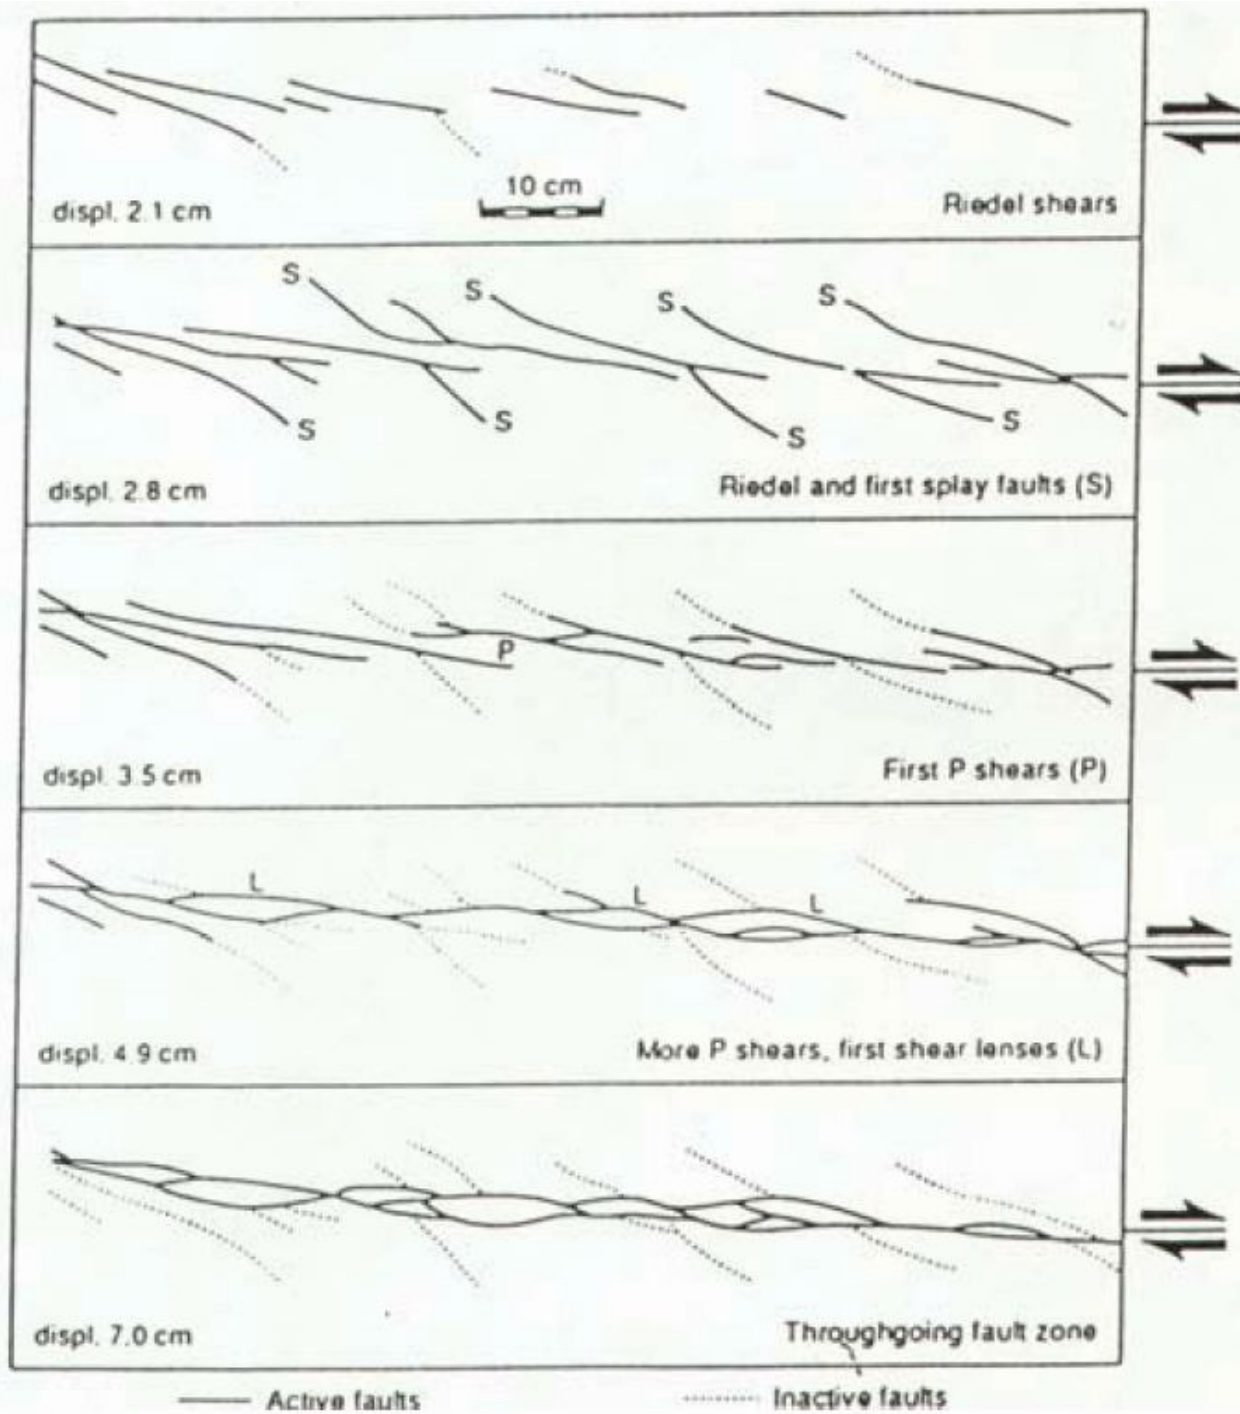 10 cm
displ. 2.1 cm
Riedel shears
S
S
S
S
S
S
S
S
displ. 2.8 cm
Riedel and first splay faults (S)
P
displ. 3.5 cm
First P shears (P)
L
L
L
displ. 4.9 cm
More P shears, first shear lenses (L)
displ. 7.0 cm
Throughgoing fault zone
Active faults
Inactive faults